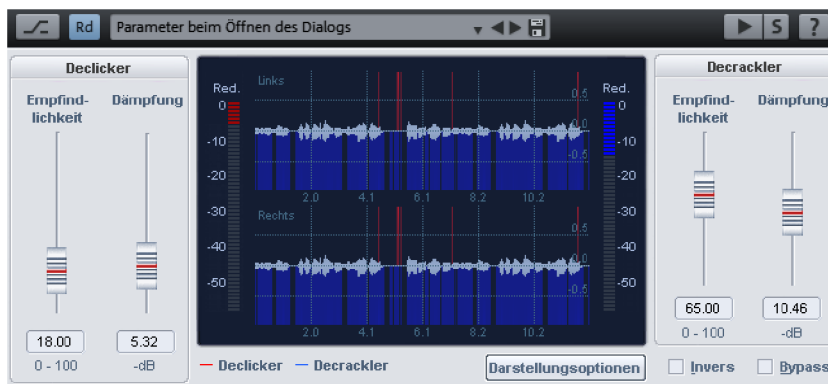 Rd Parameter beim Öffnen des Dialogs S ?
Declicker
Empfind-
lichkeit
Dämpfung
18.00 5.32
0 - 100 -dB
Red. Links Red.
0 0.5 0
-10 0.0 -10
-0.5
-20 -20
2.0 4.1 6.1 8.2 10.2
-30 Rechts -30
0.5
-40 0.0 -40
-0.5
-50 -50
2.0 4.1 6.1 8.2 10.2
Declicker Decrackler Darstellungsoptionen
Decrackler
Empfind-
lichkeit
Dämpfung
65.00 10.46
0 - 100 -dB
Invers Bypass